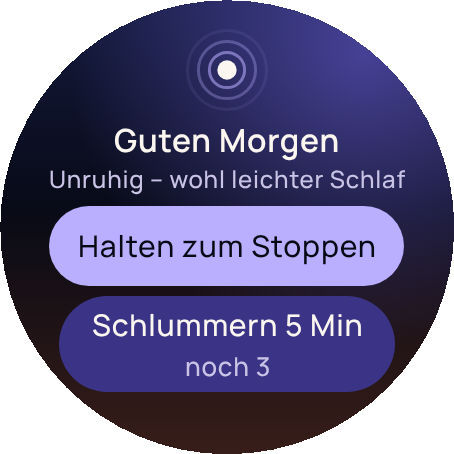 Guten Morgen
Unruhig – wohl leichter Schlaf
Halten zum Stoppen
Schlummern 5 Min
noch 3